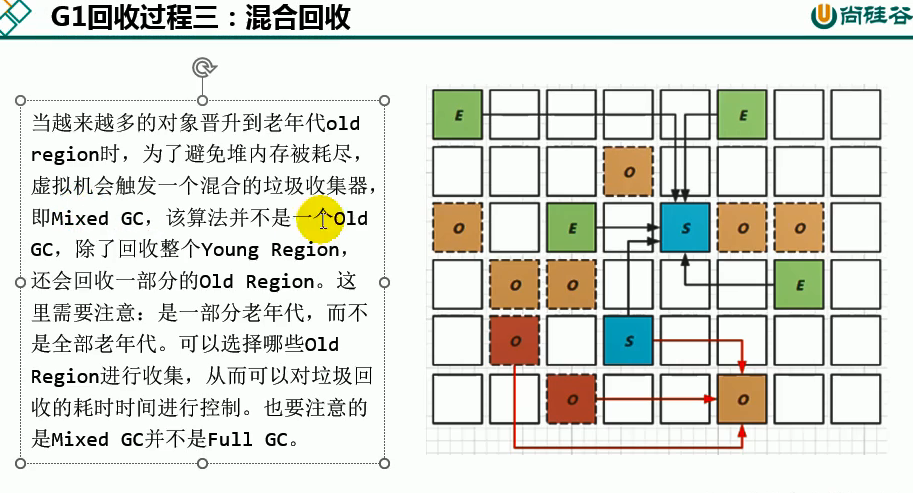 G1回收过程三：混合回收
尚硅谷
当越来越多的对象晋升到老年代old
region时，为了避免堆内存被耗尽，
虚拟机会触发一个混合的垃圾收集器，
即Mixed GC，该算法并不是一个Old
GC，除了回收整个Young Region，
还会回收一部分的Old Region。这
里需要注意：是一部分老年代，而不
是全部老年代。可以选择哪些Old
Region进行收集，从而可以对垃圾回
收的耗时时间进行控制。也要注意的
是Mixed GC并不是Full GC。
E E
O
O E S O O
O O E
O S
O O